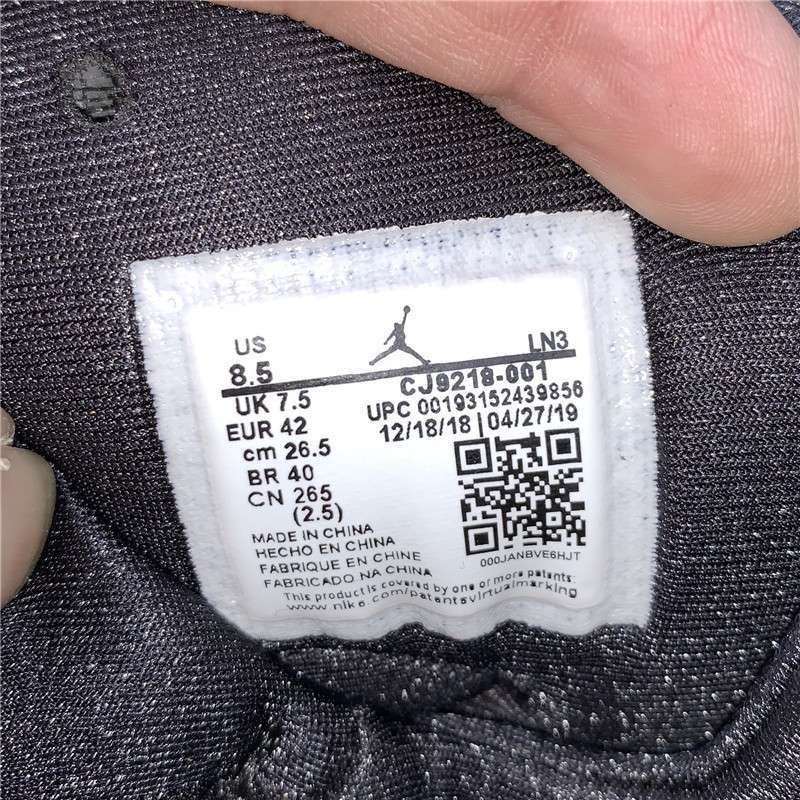 US
LN3
8.5
CJ9218-001
UK 7.5
UPC 00193152439856
EUR 42
12/18/18 | 04/27/19
cm 26.5
BR 40
CN 265
(2.5)
MADE IN CHINA
HECHO EN CHINA
FABRIQUE EN CHINE
FABRICADO NA CHINA
000JANBVE6HJT
This product is covered by one or more patents:
www.nike.com/patentsvirtualmarking